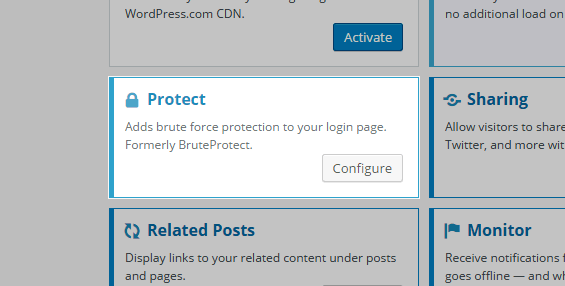 WordPress.com CDN.
Activate
no additional load on
Protect
Adds brute force protection to your login page.
Formerly BruteProtect.
Configure
Sharing
Allow visitors to share
Twitter, and more wit
Related Posts
Display links to your related content under posts
and pages.
Monitor
Receive notifications f
goes offline — and wh